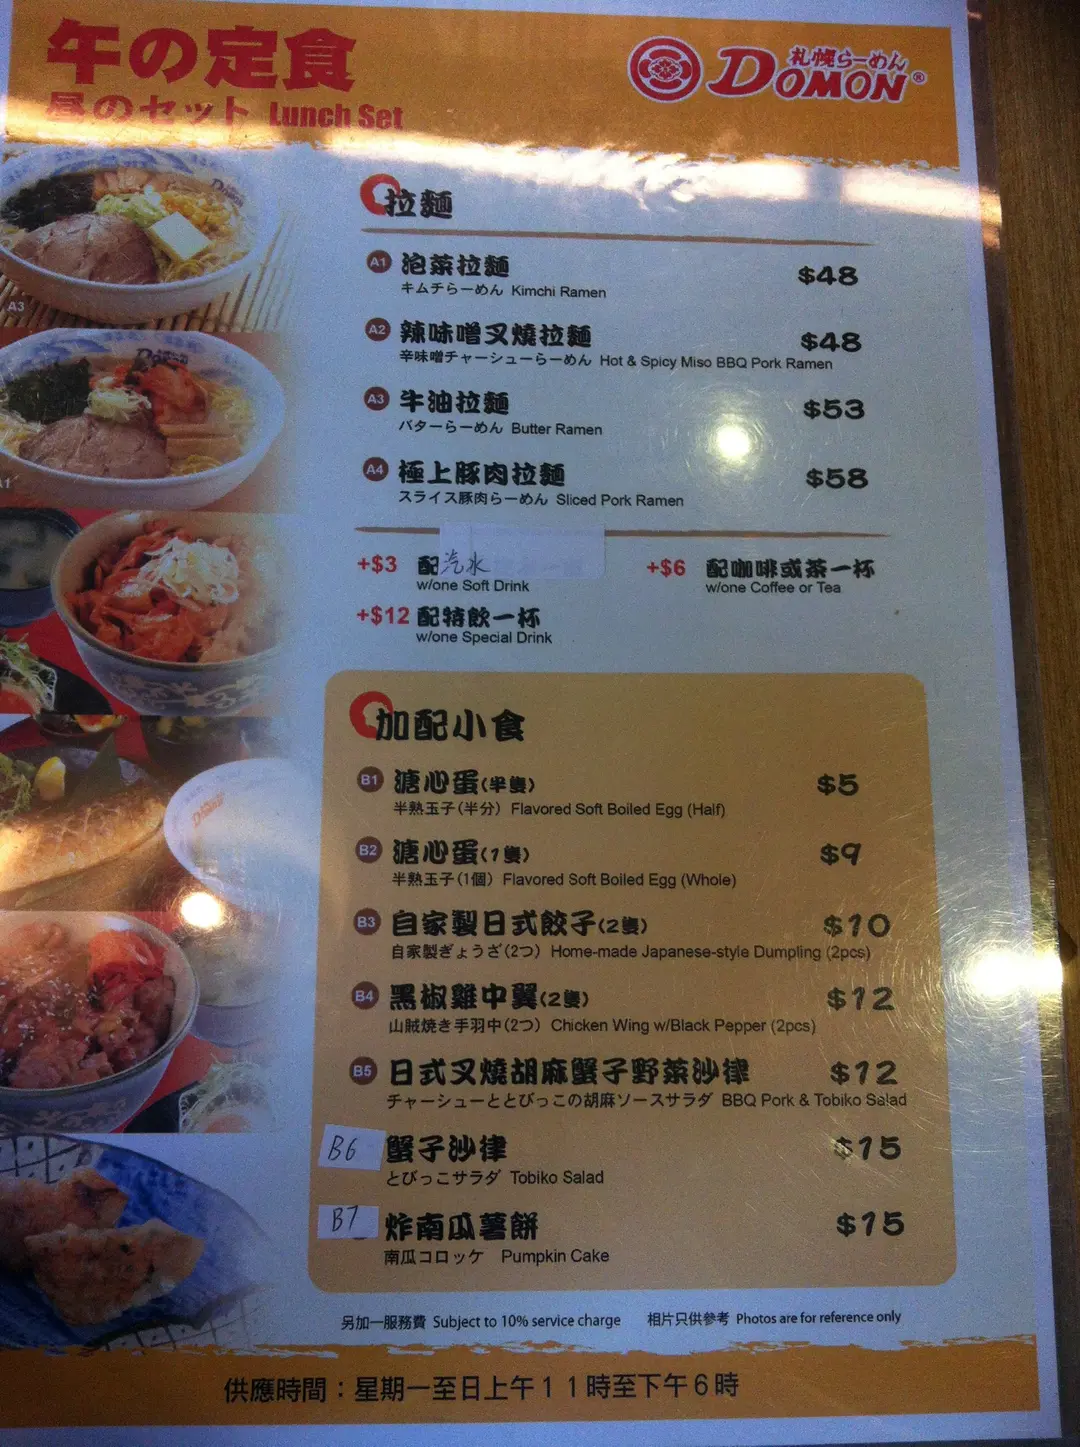 午の定食
昼のセット Lunch Set
札幌らーめん
DOMON®
拉麵
A1 泡菜拉麵 $48
キムチらーめん Kimchi Ramen
A2 辣味噌叉燒拉麵 $48
辛味噌チャーシューらーめん Hot & Spicy Miso BBQ Pork Ramen
A3 牛油拉麵 $53
バターらーめん Butter Ramen
A4 極上豚肉拉麵 $58
スライス豚肉らーめん Sliced Pork Ramen
+$3 配汽水 +$6 配咖啡或茶一杯
w/one Soft Drink w/one Coffee or Tea
+$12 配特飲一杯
w/one Special Drink
加配小食
B1 溏心蛋(半隻) $5
半熟玉子(半分) Flavored Soft Boiled Egg (Half)
B2 溏心蛋(1隻) $9
半熟玉子(1個) Flavored Soft Boiled Egg (Whole)
B3 自家製日式餃子(2隻) $10
自家製ぎょうざ(2つ) Home-made Japanese-style Dumpling (2pcs)
B4 黑椒雞中翼(2隻) $12
山賊焼き手羽中(2つ) Chicken Wing w/Black Pepper (2pcs)
B5 日式叉燒胡麻蟹子野菜沙律 $12
チャーシューととびっこの胡麻ソースサラダ BBQ Pork & Tobiko Salad
B6 蟹子沙律 $15
とびっこサラダ Tobiko Salad
B7 炸南瓜薯餅 $15
南瓜コロッケ Pumpkin Cake
另加一服務費 Subject to 10% service charge 相片只供參考 Photos are for reference only
供應時間：星期一至日上午11時至下午6時
A3
A1